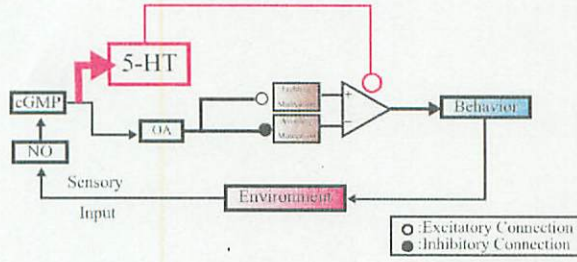 5-HT
cGMP
OA
NO
+
−
Behavior
Sensory
Input
Environment
:Excitatory Connection
:Inhibitory Connection